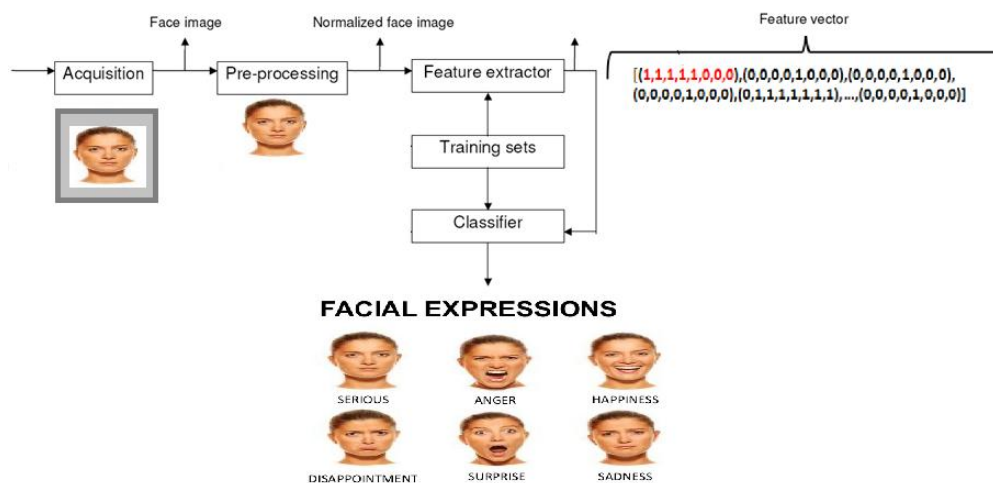 Face image
Normalized face image
Feature vector
Acquisition
Pre-processing
Feature extractor
[(1,1,1,1,1,0,0,0),(0,0,0,0,1,0,0,0),(0,0,0,0,1,0,0,0),
(0,0,0,0,1,0,0,0),(0,1,1,1,1,1,1,1),...,(0,0,0,0,1,0,0,0)]
Training sets
Classifier
FACIAL EXPRESSIONS
SERIOUS
ANGER
HAPPINESS
DISAPPOINTMENT
SURPRISE
SADNESS